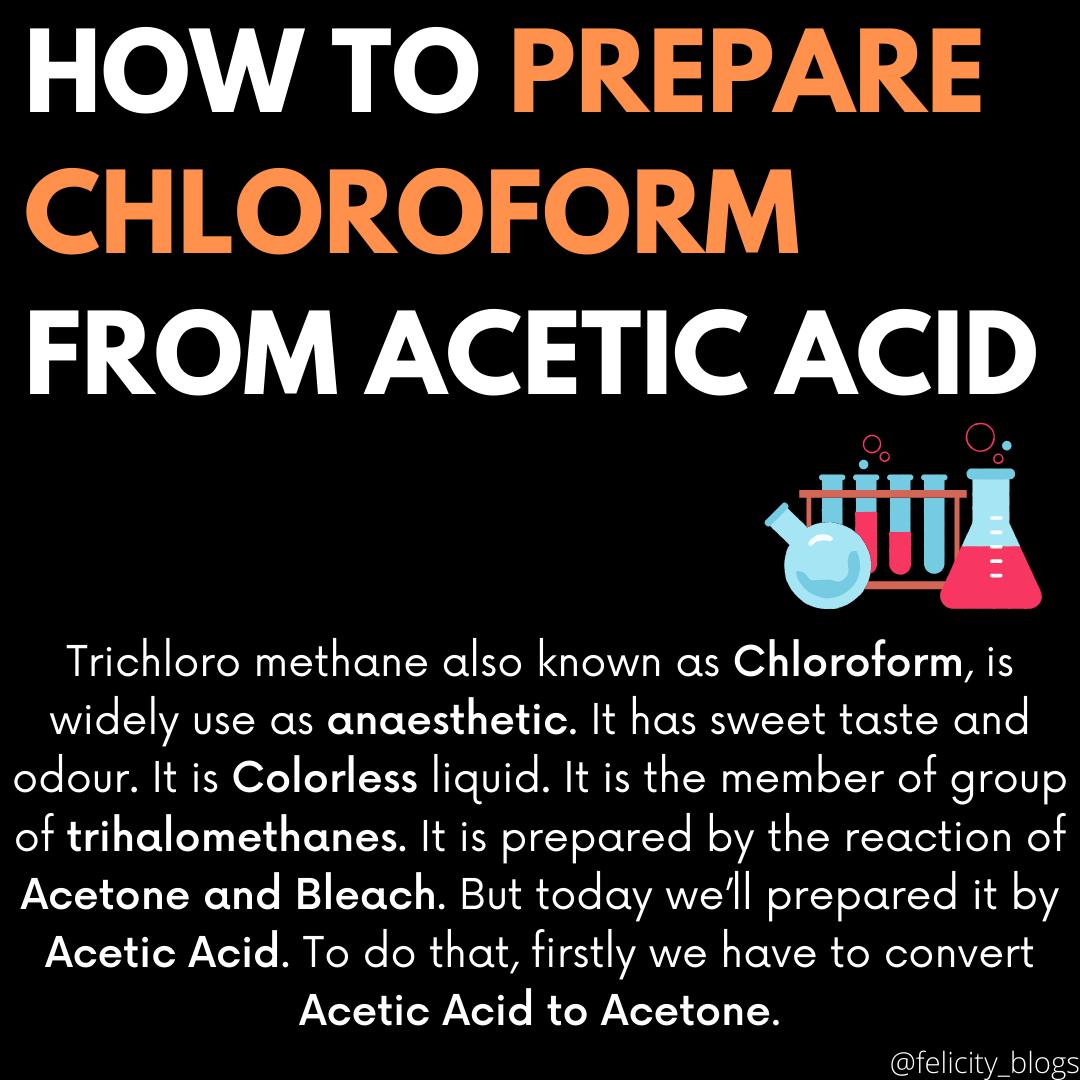 HOW TO PREPARE
CHLOROFORM
FROM ACETIC ACID
Trichloro methane also known as Chloroform, is
widely use as anaesthetic. It has sweet taste and
odour. It is Colorless liquid. It is the member of group
of trihalomethanes. It is prepared by the reaction of
Acetone and Bleach. But today we’ll prepared it by
Acetic Acid. To do that, firstly we have to convert
Acetic Acid to Acetone.
@felicity_blogs